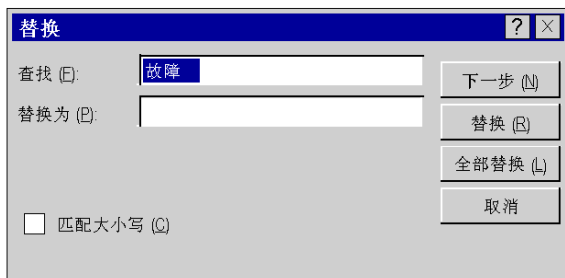 替换
查找 (F):
故障
下一步 (N)
替换为 (P):
替换 (R)
全部替换 (L)
取消
匹配大小写 (C)